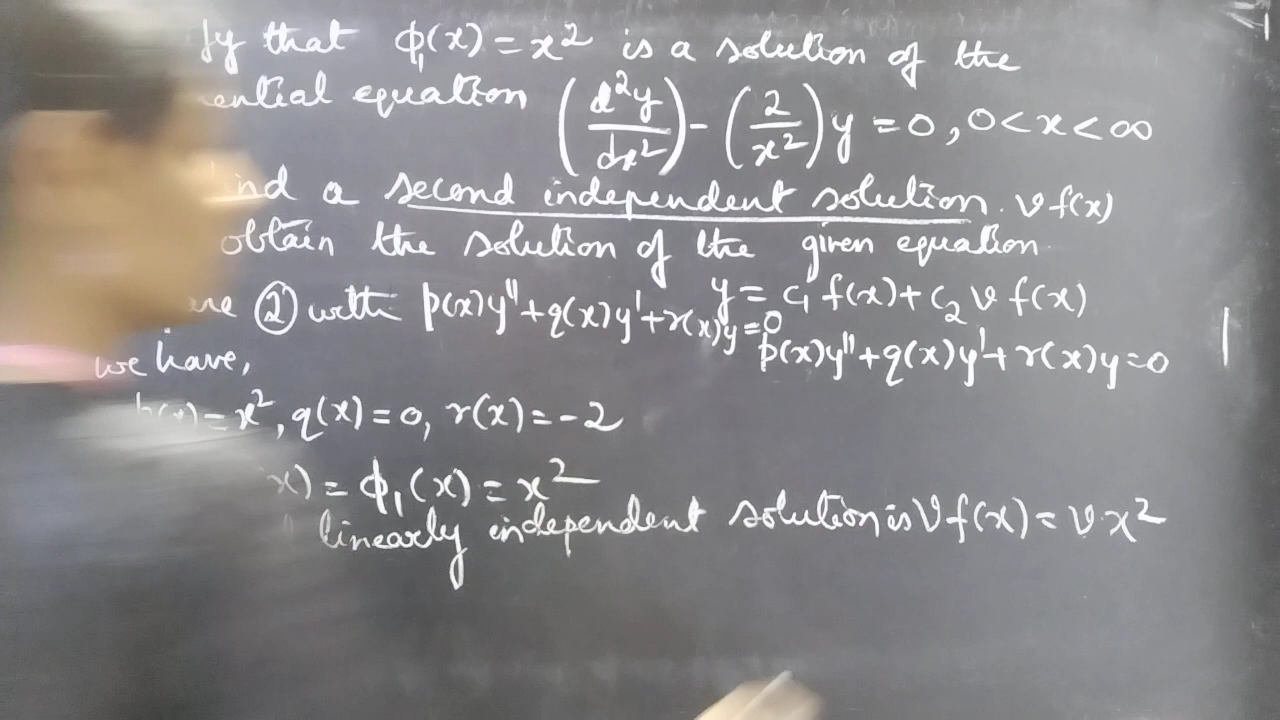 fy that ϕ₁(x) = x² is a solution of the
ential equation (d²y/dx²) - (2/x²)y = 0, 0 < x < ∞
ind a second independent solution. v f(x)
obtain the solution of the given equation
y = c₁ f(x) + c₂ v f(x)
are ② with p(x)y'' + q(x)y' + r(x)y = 0
p(x)y'' + q(x)y' + r(x)y = 0
we have,
p(x) = x², q(x) = 0, r(x) = -2
x) = ϕ₁(x) = x²
linearly independent solution is v f(x) = v·x²